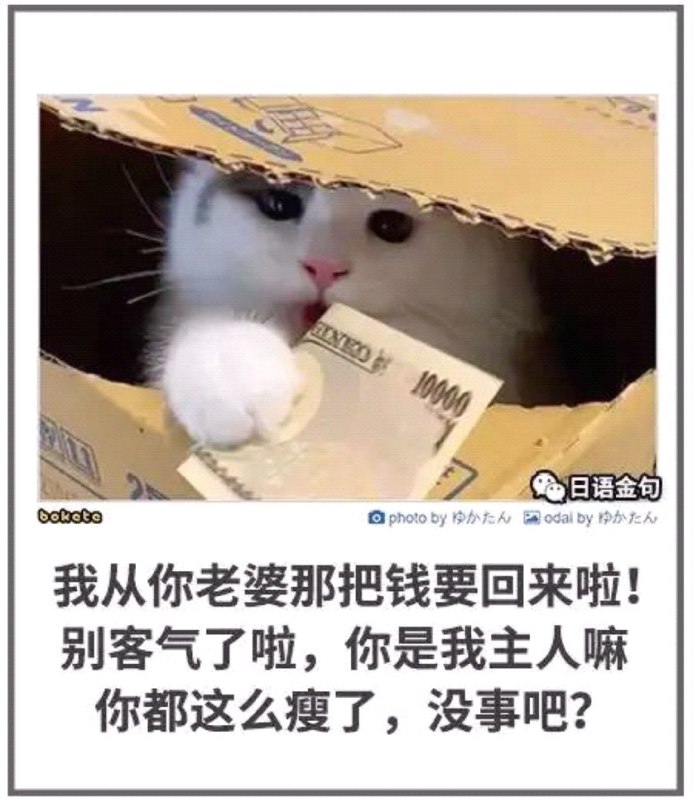 10000
日语金句
bokete
photo by ゆかたん odai by ゆかたん
我从你老婆那把钱要回来啦!
别客气了啦，你是我主人嘛
你都这么瘦了，没事吧?